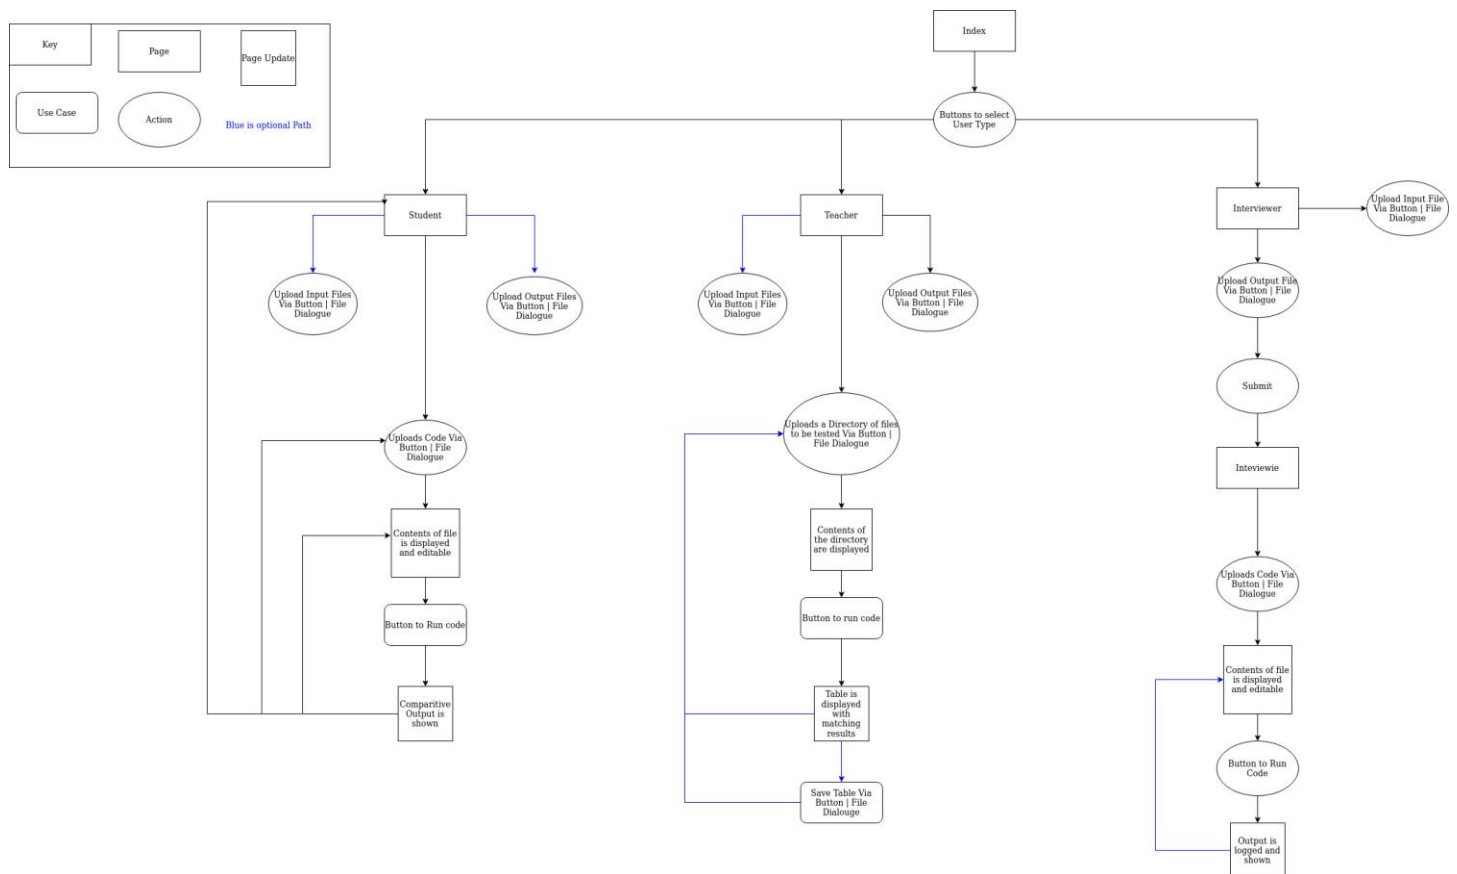 Key
Page
Page Update
Use Case
Action
Blue is optional Path
Index
Buttons to select
User Type
Student
Upload Input Files
Via Button | File
Dialogue
Upload Output Files
Via Button | File
Dialogue
Uploads Code Via
Button | File
Dialogue
Contents of file
is displayed
and editable
Button to Run code
Comparitive
Output is
shown
Teacher
Upload Input Files
Via Button | File
Dialogue
Upload Output Files
Via Button | File
Dialogue
Uploads a Directory of files
to be tested Via Button |
File Dialogue
Contents of
the directory
are displayed
Button to run code
Table is
displayed
with
matching
results
Save Table Via
Button | File
Dialouge
Interviewer
Upload Input File
Via Button | File
Dialogue
Upload Output File
Via Button | File
Dialogue
Submit
Inteviewie
Uploads Code Via
Button | File
Dialogue
Contents of file
is displayed
and editable
Button to Run
Code
Output is
logged and
shown